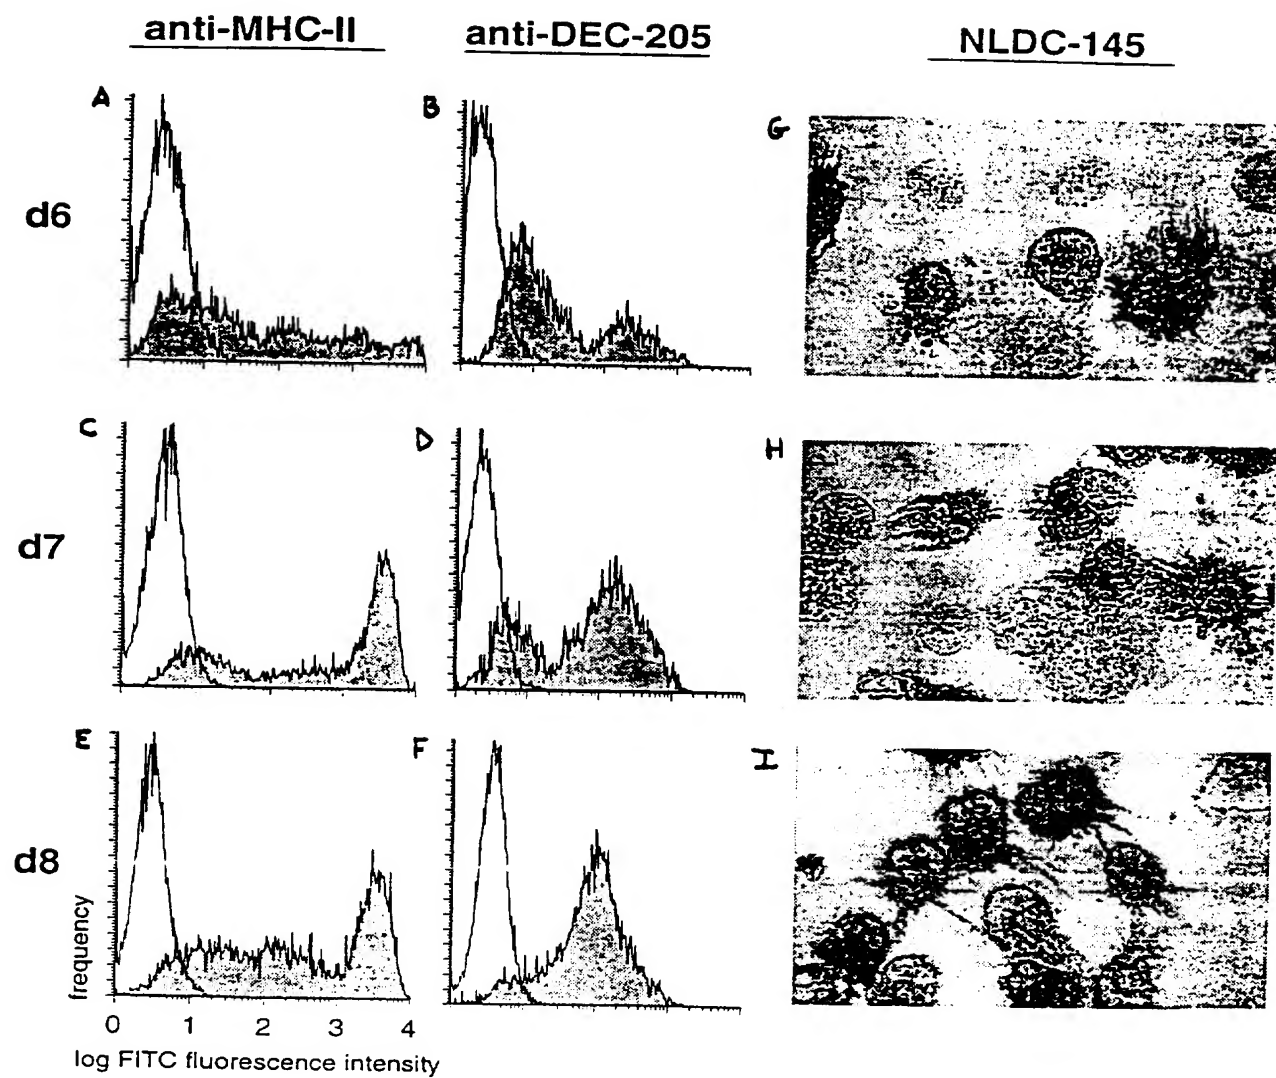 anti-MHC-II
anti-DEC-205
NLDC-145
A
B
G
d6
C
D
H
d7
E
F
I
d8
frequency
0 1 2 3 4
log FITC fluorescence intensity